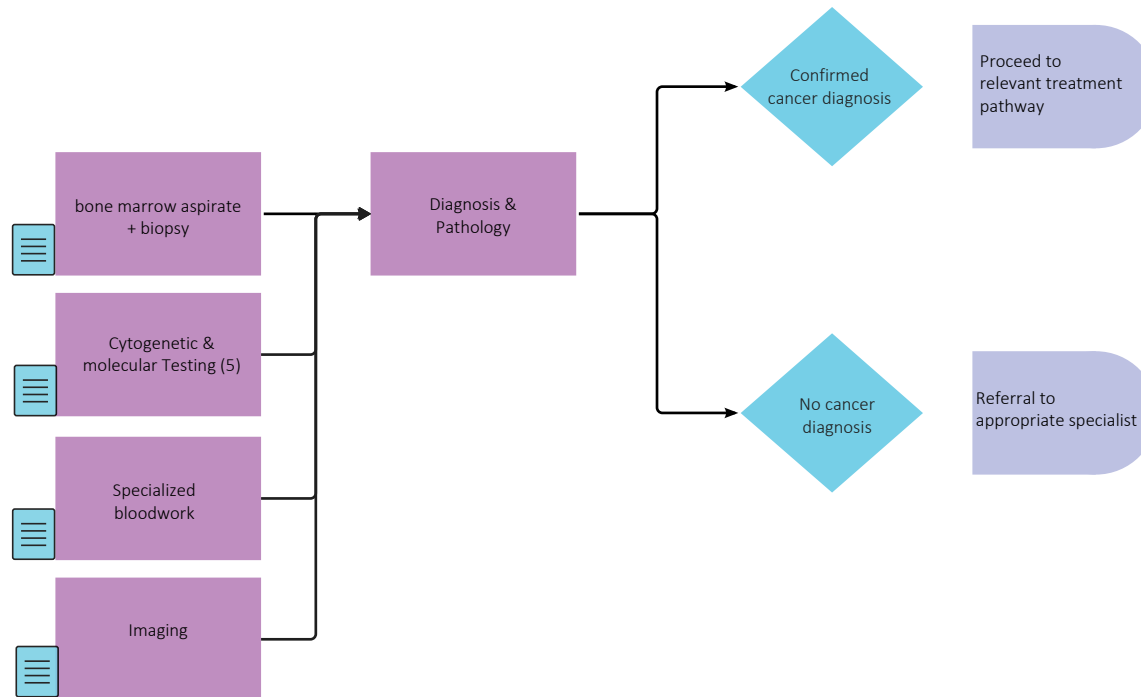 Confirmed
cancer diagnosis
Proceed to
relevant treatment
pathway
bone marrow aspirate
+ biopsy
Diagnosis &
Pathology
Cytogenetic &
molecular Testing (5)
No cancer
diagnosis
Referral to
appropriate specialist
Specialized
bloodwork
Imaging